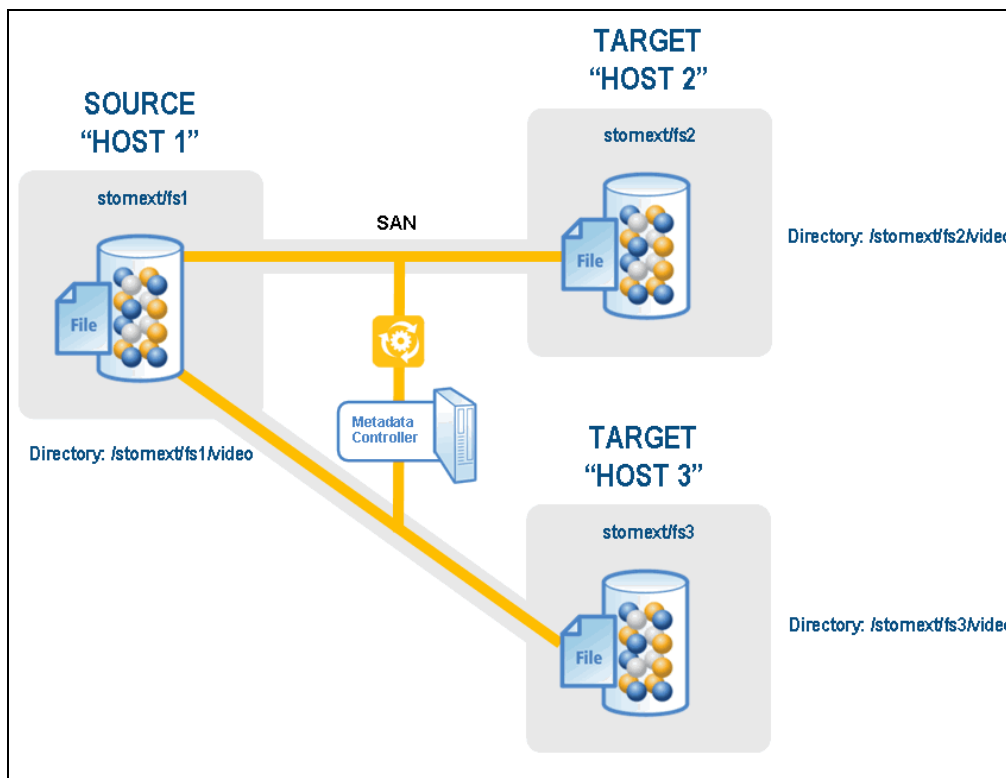 SOURCE
“HOST 1”
stornext/fs1
File
Directory: /stornext/fs1/video
SAN
Metadata
Controller
TARGET
“HOST 2”
stornext/fs2
File
Directory: /stornext/fs2/video
TARGET
“HOST 3”
stornext/fs3
File
Directory: /stornext/fs3/video